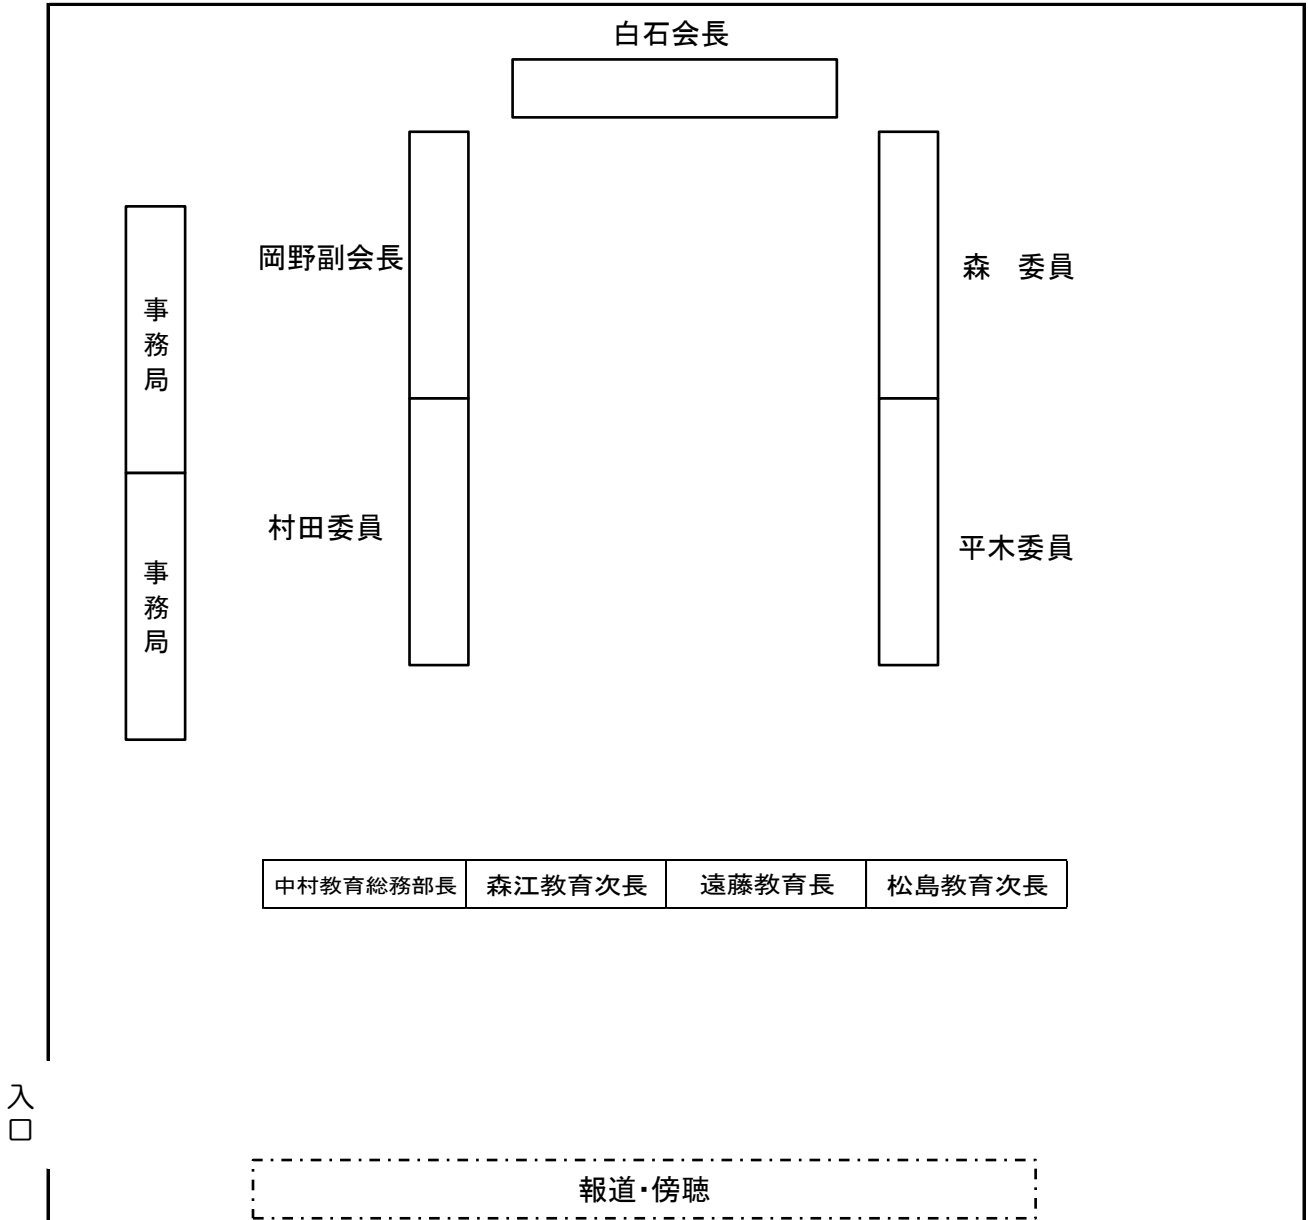 白石会長
岡野副会長
森　委員
事務局
村田委員
平木委員
事務局
中村教育総務部長
森江教育次長
遠藤教育長
松島教育次長
入口
報道・傍聴